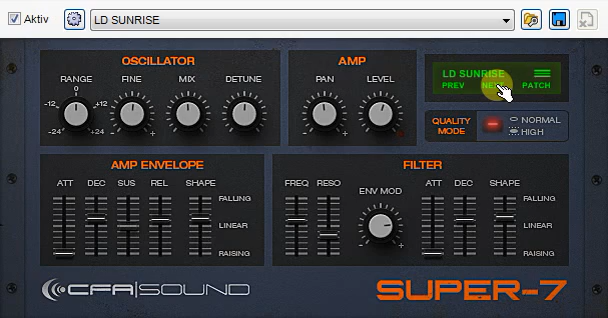 Aktiv
LD SUNRISE
OSCILLATOR
RANGE FINE MIX DETUNE
0
-12 +12
-24 +24
- + - + - +
AMP
PAN LEVEL
- + -
LD SUNRISE
PREV NEXT PATCH
QUALITY
MODE
NORMAL
HIGH
AMP ENVELOPE
ATT DEC SUS REL SHAPE
FALLING
LINEAR
RAISING
FILTER
FREQ RESO ENV MOD ATT DEC SHAPE
- +
FALLING
LINEAR
RAISING
CFA|SOUND
SUPER-7